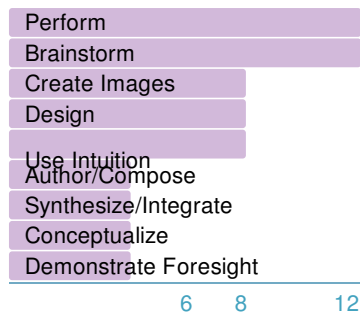 Perform
Brainstorm
Create Images
Design
Use Intuition
Author/Compose
Synthesize/Integrate
Conceptualize
Demonstrate Foresight
6 8 12